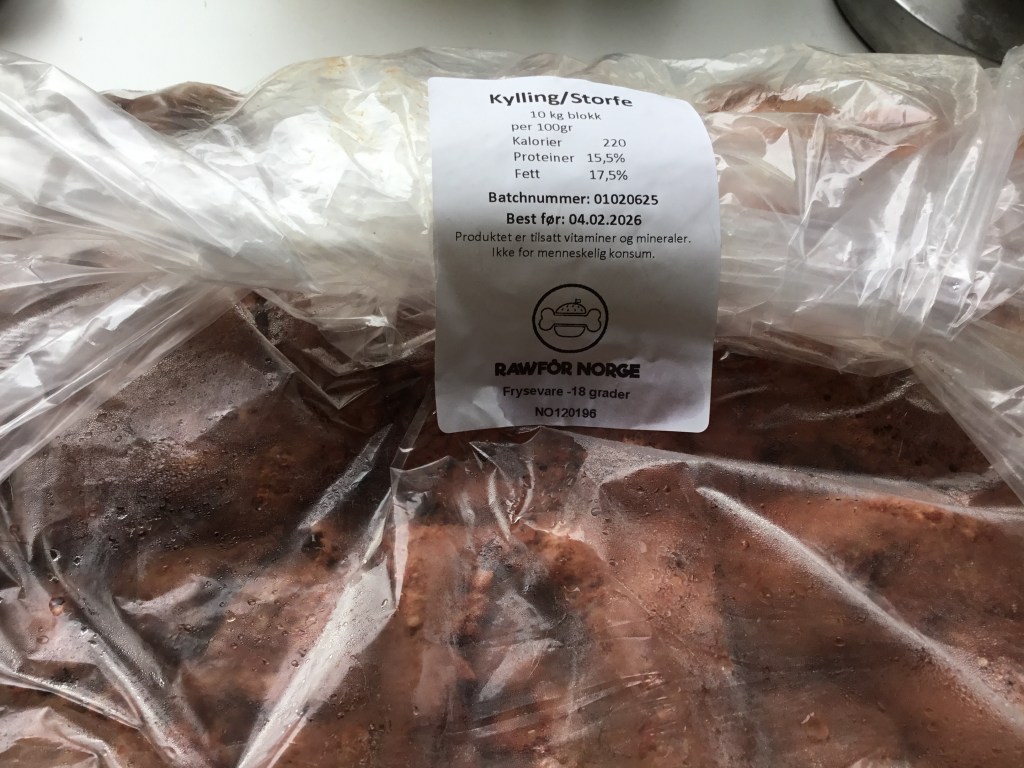 Kylling/Storfe
10 kg blokk
per 100gr
Kalorier 220
Proteiner 15,5%
Fett 17,5%
Batchnummer: 01020625
Best før: 04.02.2026
Produktet er tilsatt vitaminer og mineraler.
Ikke for menneskelig konsum.
RAWFÔR NORGE
Frysevare -18 grader
NO120196